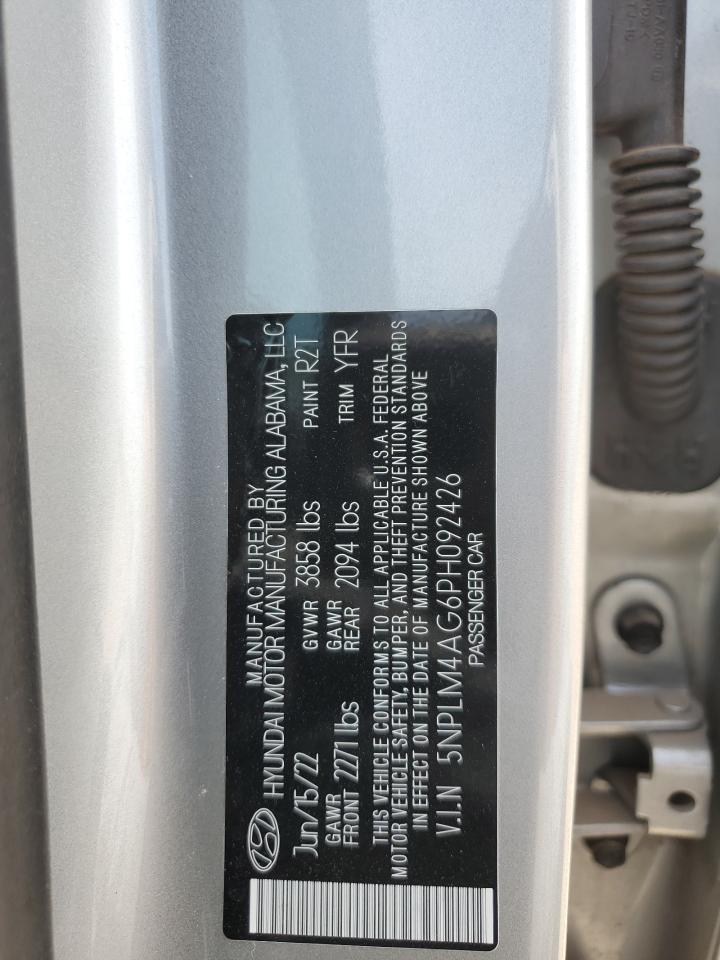 MANUFACTURED BY
HYUNDAI MOTOR MANUFACTURING ALABAMA, LLC
Jun/15/22 GVWR 3858 lbs PAINT R2T
GAWR FRONT 2271 lbs GAWR REAR 2094 lbs TRIM YFR
THIS VEHICLE CONFORMS TO ALL APPLICABLE U.S.A. FEDERAL
MOTOR VEHICLE SAFETY, BUMPER, AND THEFT PREVENTION STANDARDS
IN EFFECT ON THE DATE OF MANUFACTURE SHOWN ABOVE
V.I.N 5NPLM4AG6PH092426
PASSENGER CAR